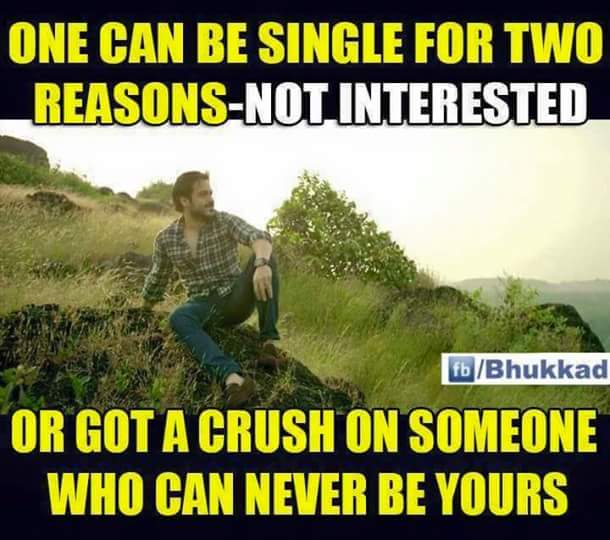 ONE CAN BE SINGLE FOR TWO
REASONS-NOT INTERESTED
fb/Bhukkad
OR GOT A CRUSH ON SOMEONE
WHO CAN NEVER BE YOURS